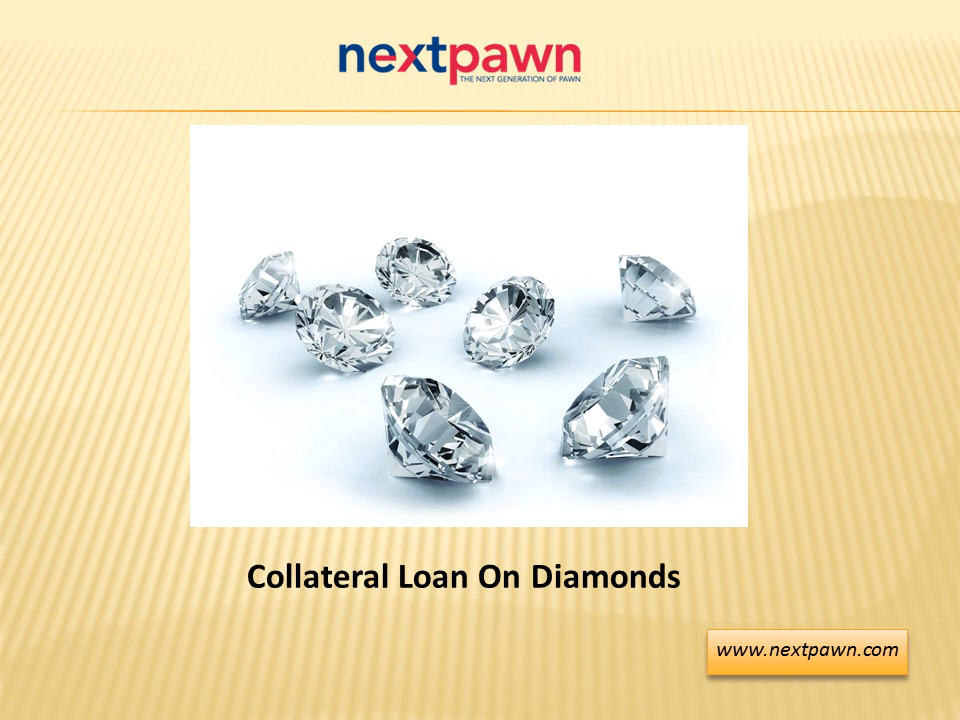 nextpawn
THE NEXT GENERATION OF PAWN
Collateral Loan On Diamonds
www.nextpawn.com